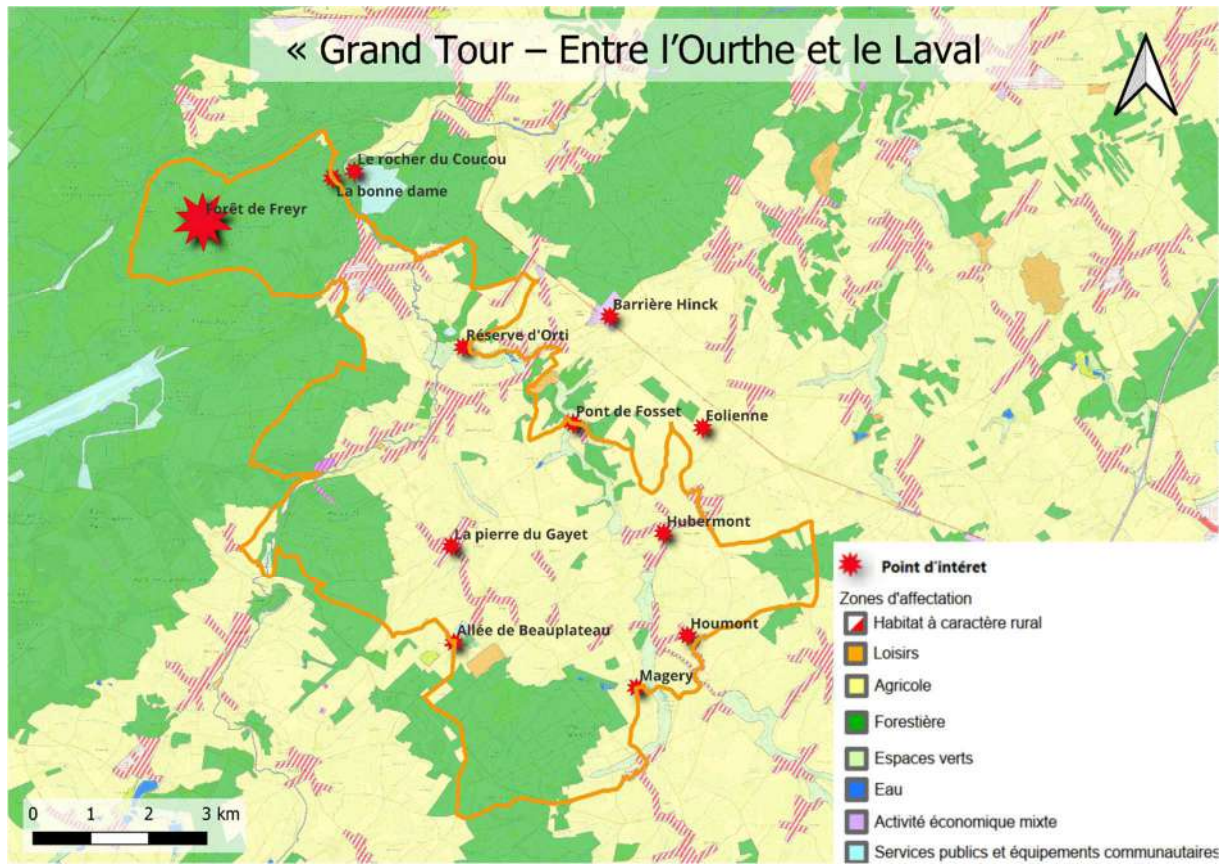 « Grand Tour – Entre l'Ourthe et le Laval
Le rocher du Coucou
La bonne dame
Forêt de Freyr
Barrière Hinck
Réserve d'Orti
Pont de Fosset
Eolienne
La pierre du Gayet
Hubermont
Allée de Beauplateau
Houmont
Magery
Point d'intéret
Zones d'affectation
Habitat à caractère rural
Loisirs
Agricole
Forestière
Espaces verts
Eau
Activité économique mixte
Services publics et équipements communautaires
0 1 2 3 km